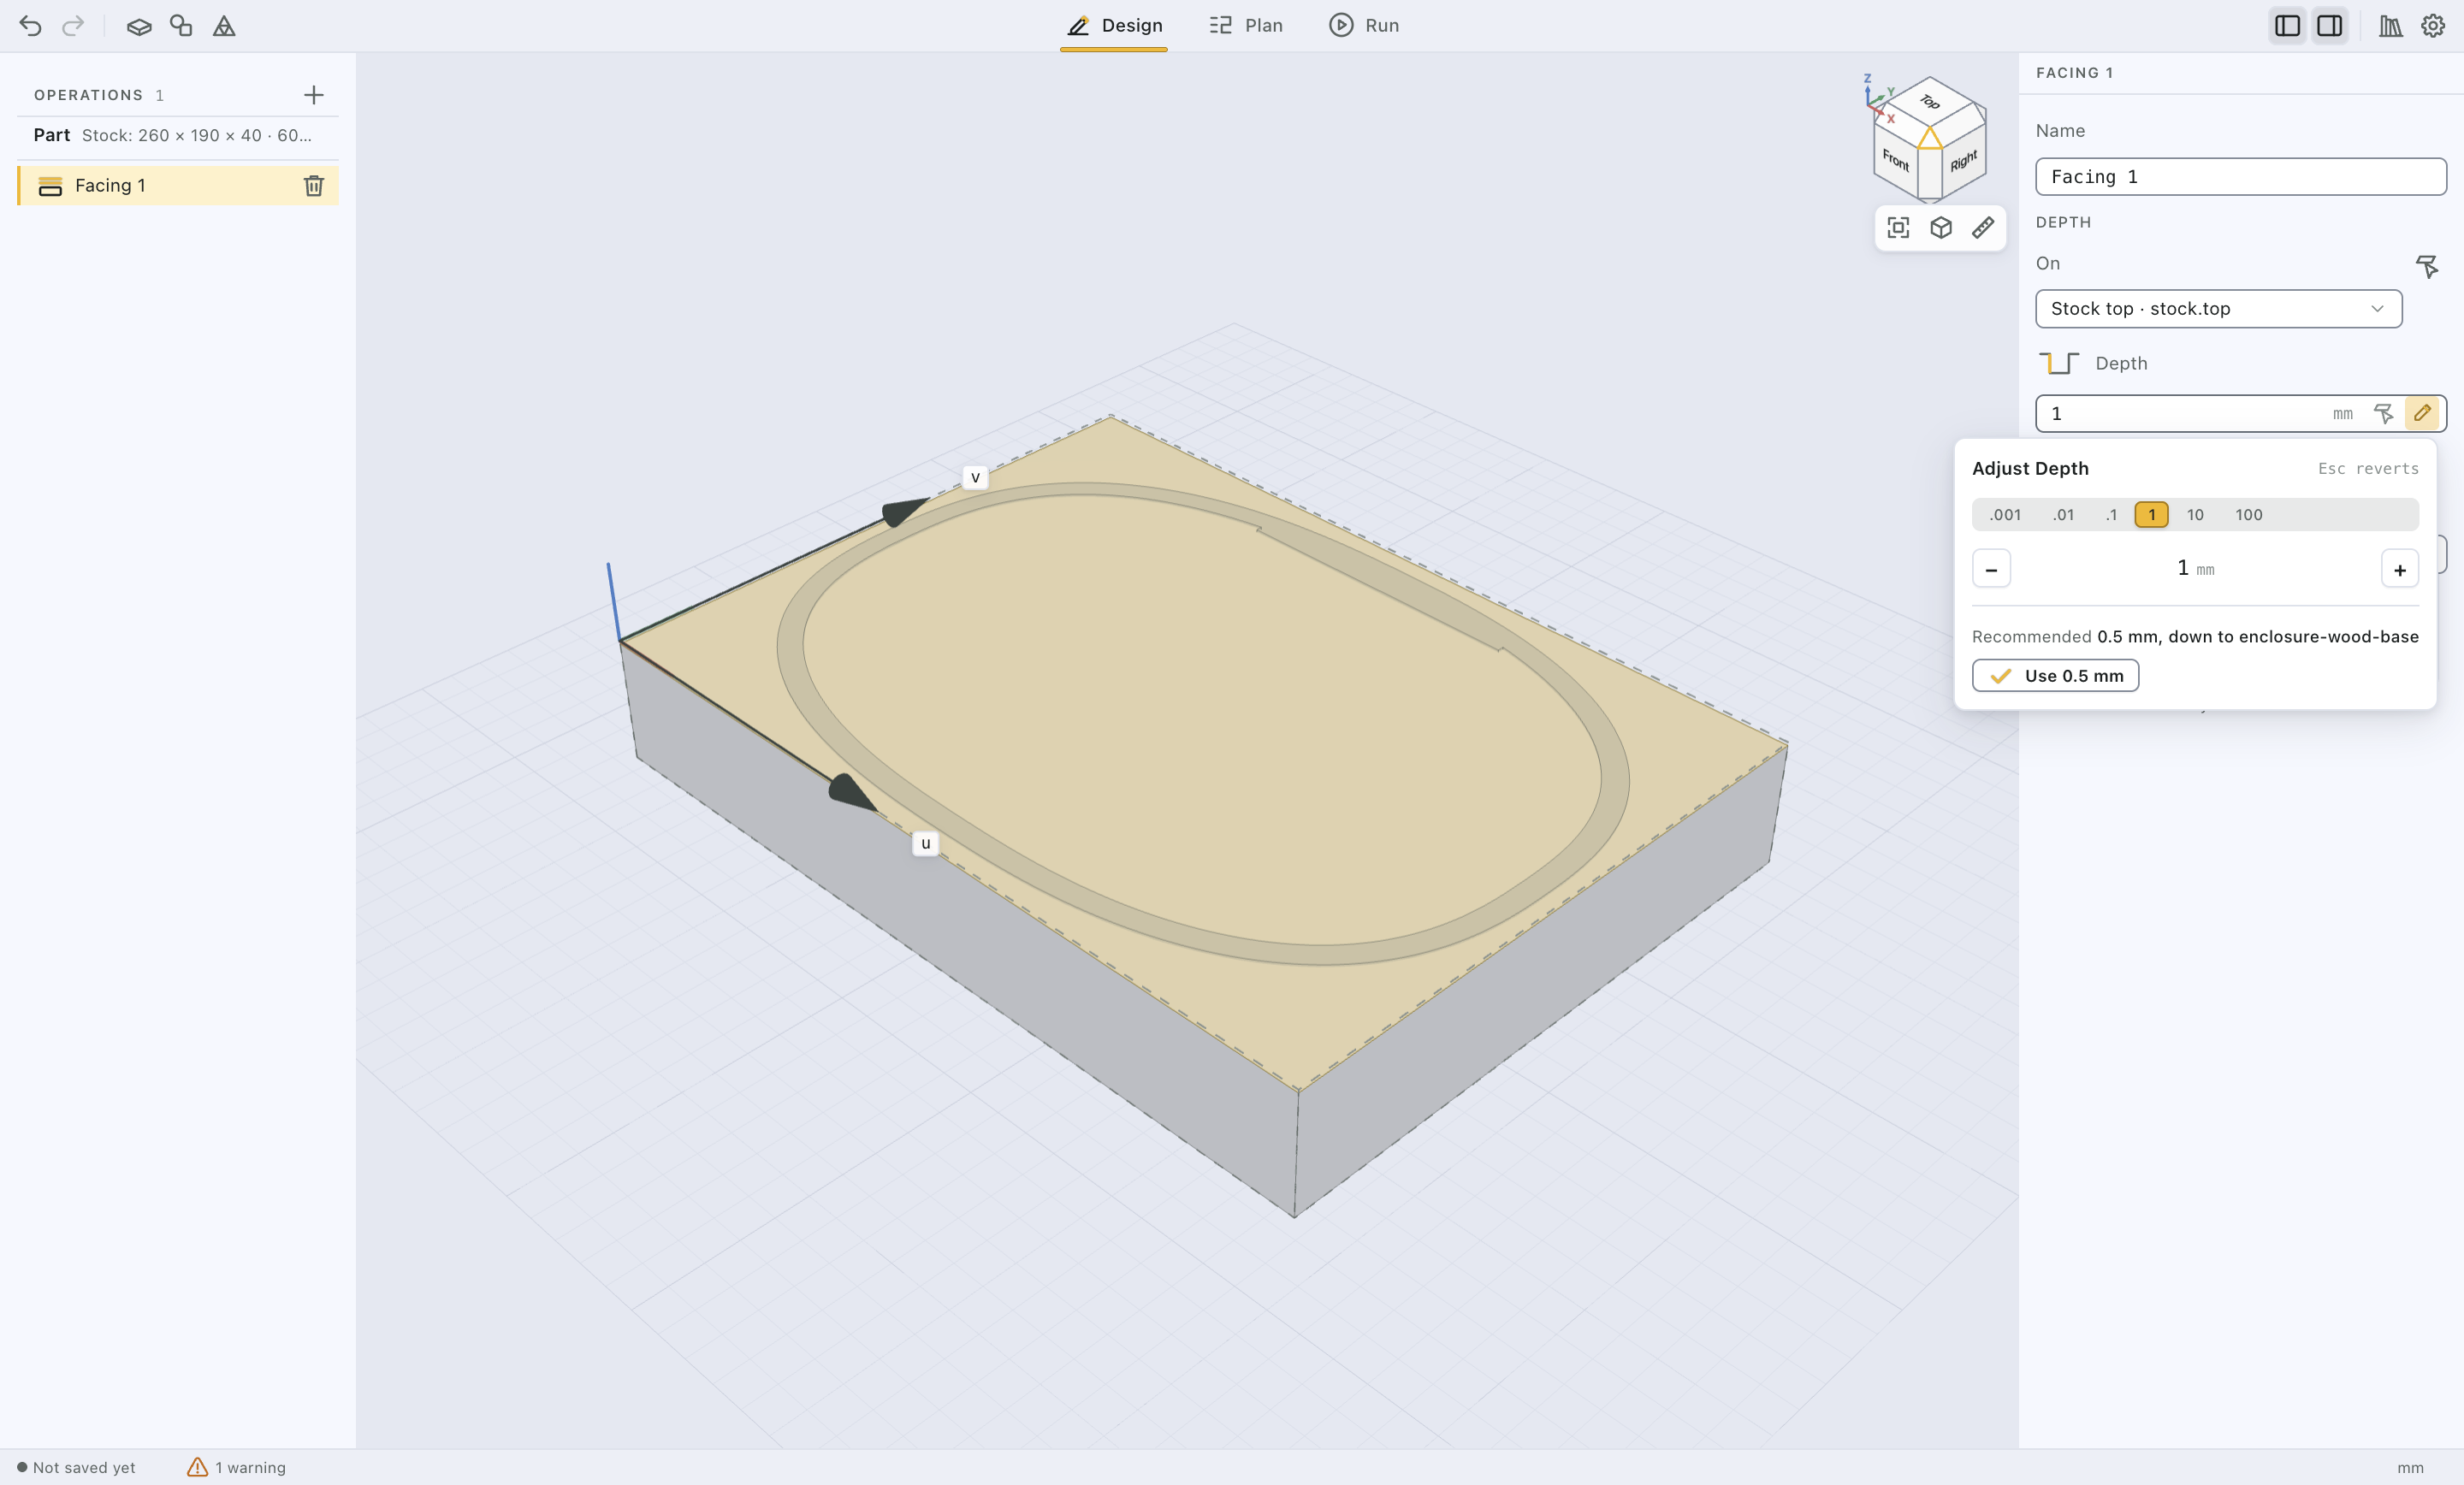 Design
Plan
Run
OPERATIONS 1
Part Stock: 260 × 190 × 40 · 60...
Facing 1
Z
Y
X
Top
Front
Right
v
u
FACING 1
Name
Facing 1
DEPTH
On
Stock top · stock.top
Depth
1 mm
Adjust Depth
Esc reverts
.001 .01 .1 1 10 100
− 1 mm +
Recommended 0.5 mm, down to enclosure-wood-base
Use 0.5 mm
Not saved yet
1 warning
mm